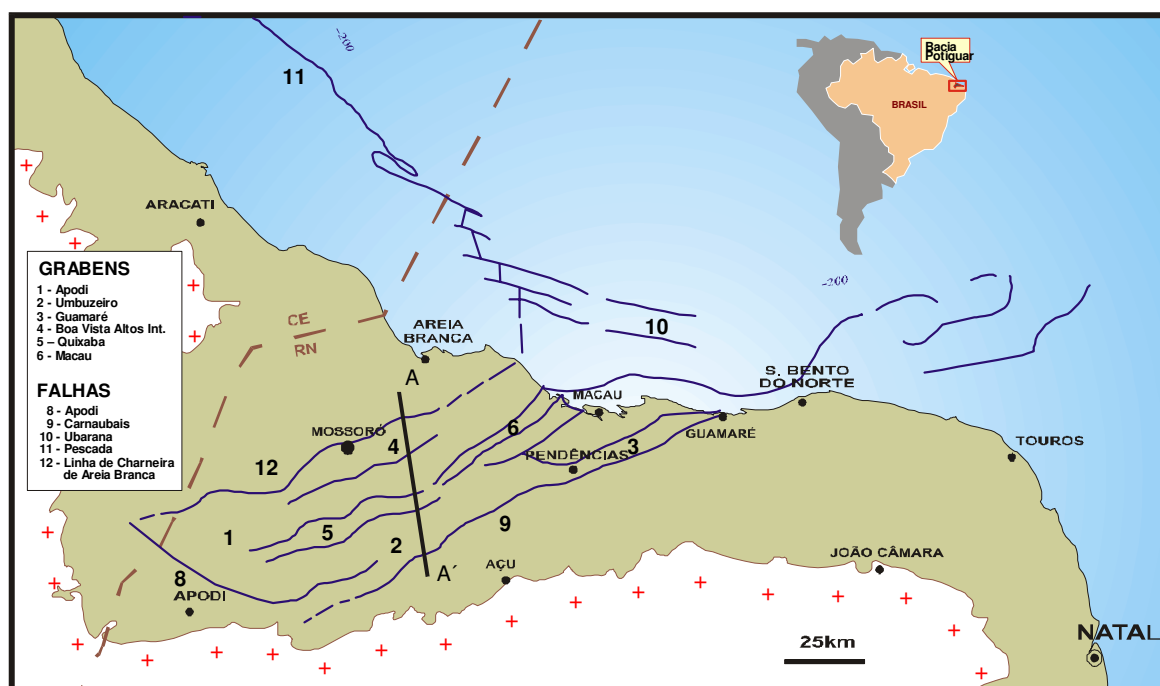 -200
11
Bacia
Potiguar
BRASIL
ARACATI
GRABENS
1 - Apodi
2 - Umbuzeiro
3 - Guamaré
4 - Boa Vista Altos Int.
5 – Quixaba
6 - Macau
FALHAS
8 - Apodi
9 - Carnaubais
10 - Ubarana
11 - Pescada
12 - Linha de Charneira
de Areia Branca
CE
RN
AREIA
BRANCA
10
-200
S. BENTO
DO NORTE
A
MACAU
MOSSORÓ
6
4
GUAMARÉ
3
TOUROS
12
PENDÊNCIAS
9
1
5
2
8
A´
AÇU
JOÃO CÂMARA
APODI
25km
NATAL